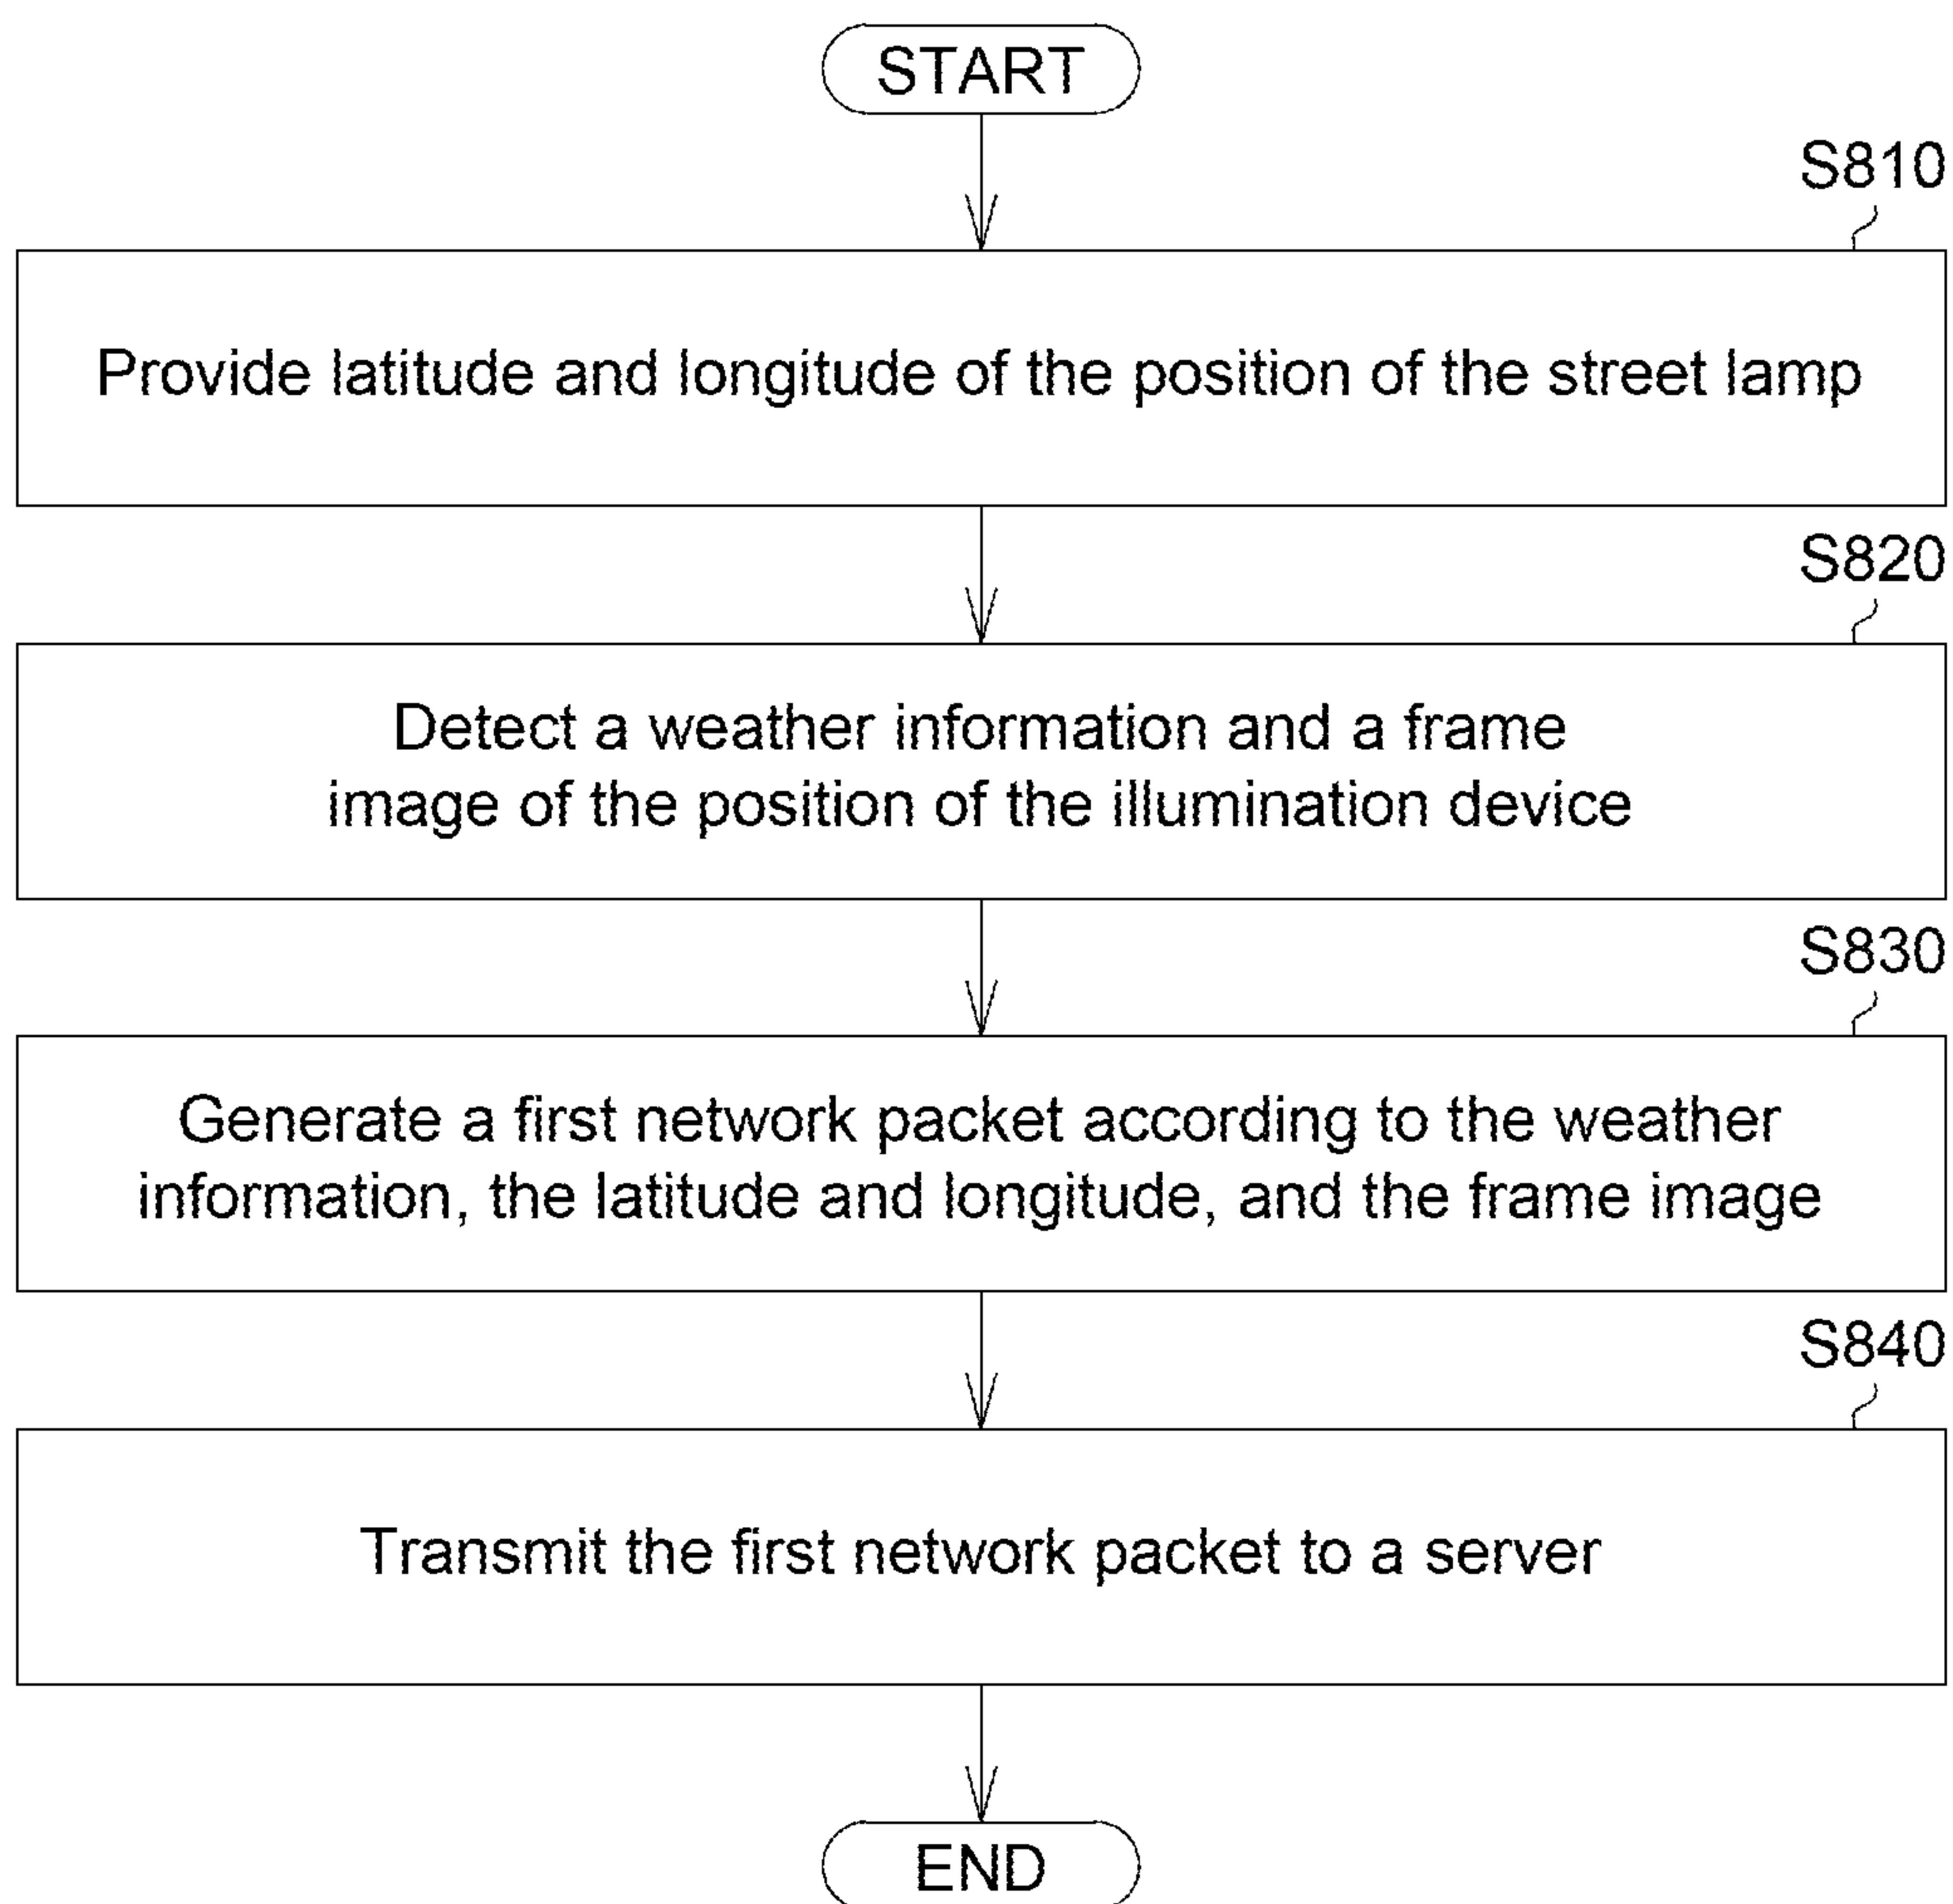 START
S810
Provide latitude and longitude of the position of the street lamp
S820
Detect a weather information and a frame
image of the position of the illumination device
S830
Generate a first network packet according to the weather
information, the latitude and longitude, and the frame image
S840
Transmit the first network packet to a server
END